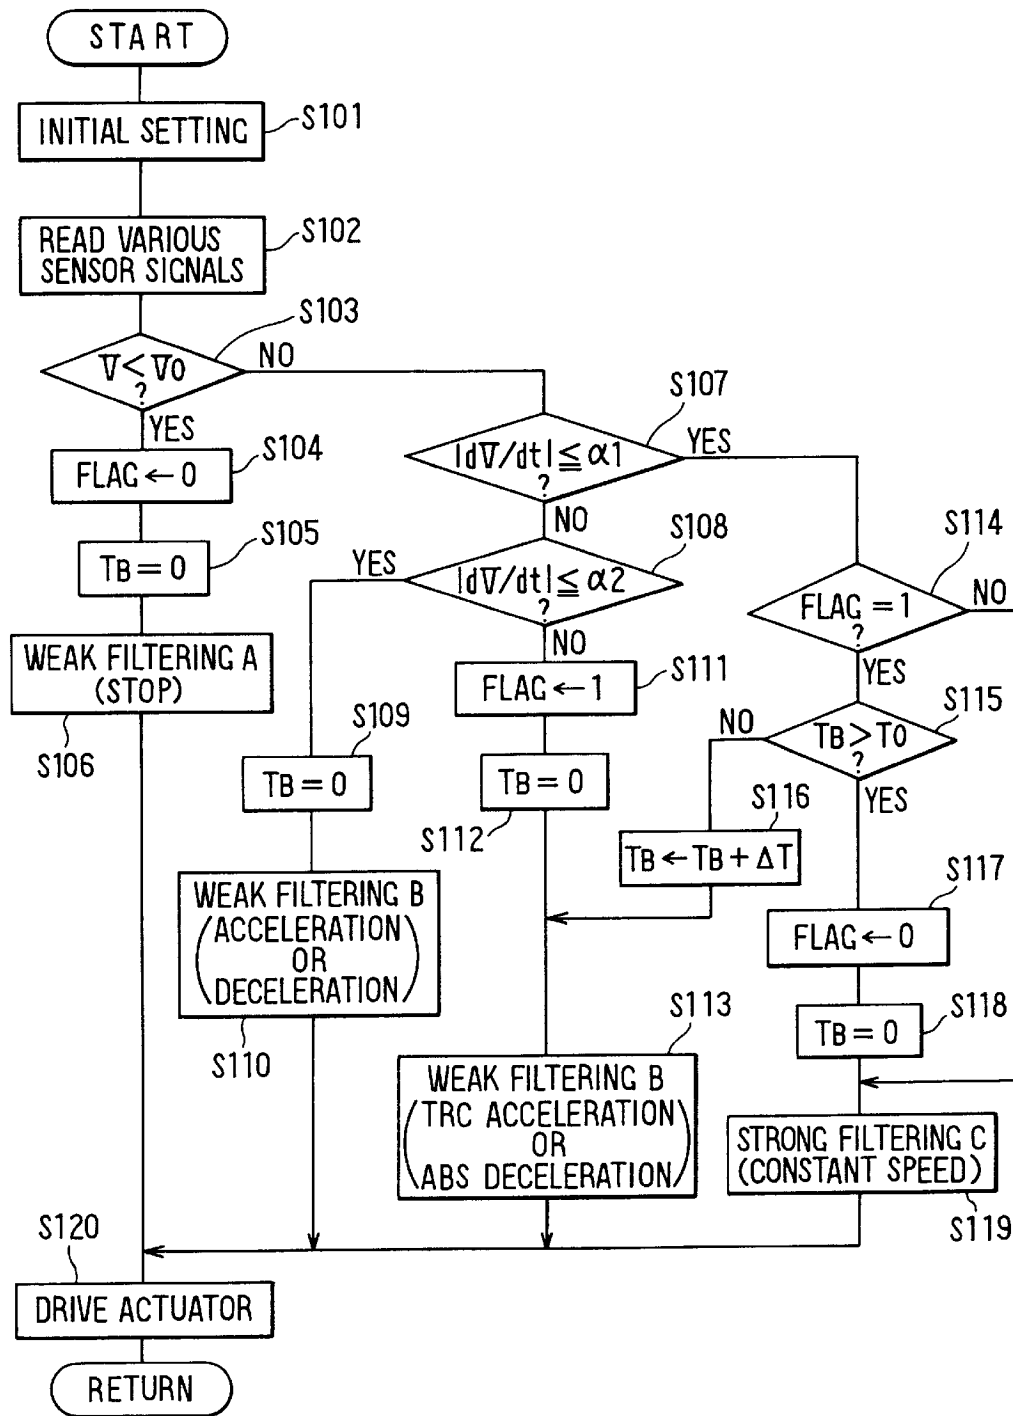 START
INITIAL SETTING
S101
READ VARIOUS
SENSOR SIGNALS
S102
V < V0
?
S103
NO
YES
FLAG ← 0
S104
TB = 0
S105
WEAK FILTERING A
(STOP)
S106
|dV/dt| ≦ α1
?
S107
YES
NO
|dV/dt| ≦ α2
?
S108
YES
NO
TB = 0
S109
WEAK FILTERING B
(ACCELERATION
OR
DECELERATION)
S110
FLAG ← 1
S111
TB = 0
S112
WEAK FILTERING B
(TRC ACCELERATION
OR
ABS DECELERATION)
S113
FLAG = 1
?
S114
NO
YES
TB > T0
?
S115
NO
YES
TB ← TB + ΔT
S116
FLAG ← 0
S117
TB = 0
S118
STRONG FILTERING C
(CONSTANT SPEED)
S119
S120
DRIVE ACTUATOR
RETURN